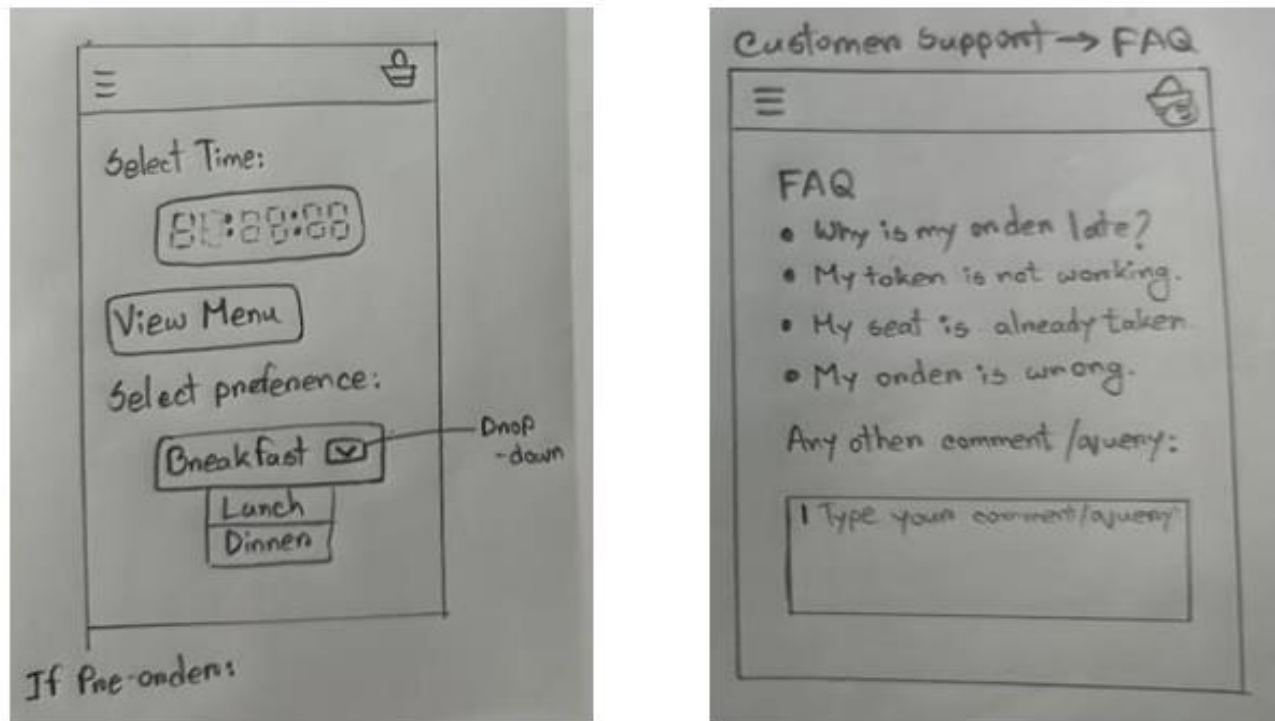 Select Time:
View Menu
Select preference:
Breakfast
Drop
-down
Lunch
Dinner
If Pre-order:
Customer Support → FAQ
FAQ
• Why is my order late?
• My token is not working.
• My seat is already taken
• My order is wrong.
Any other comment/query:
Type your comment/query